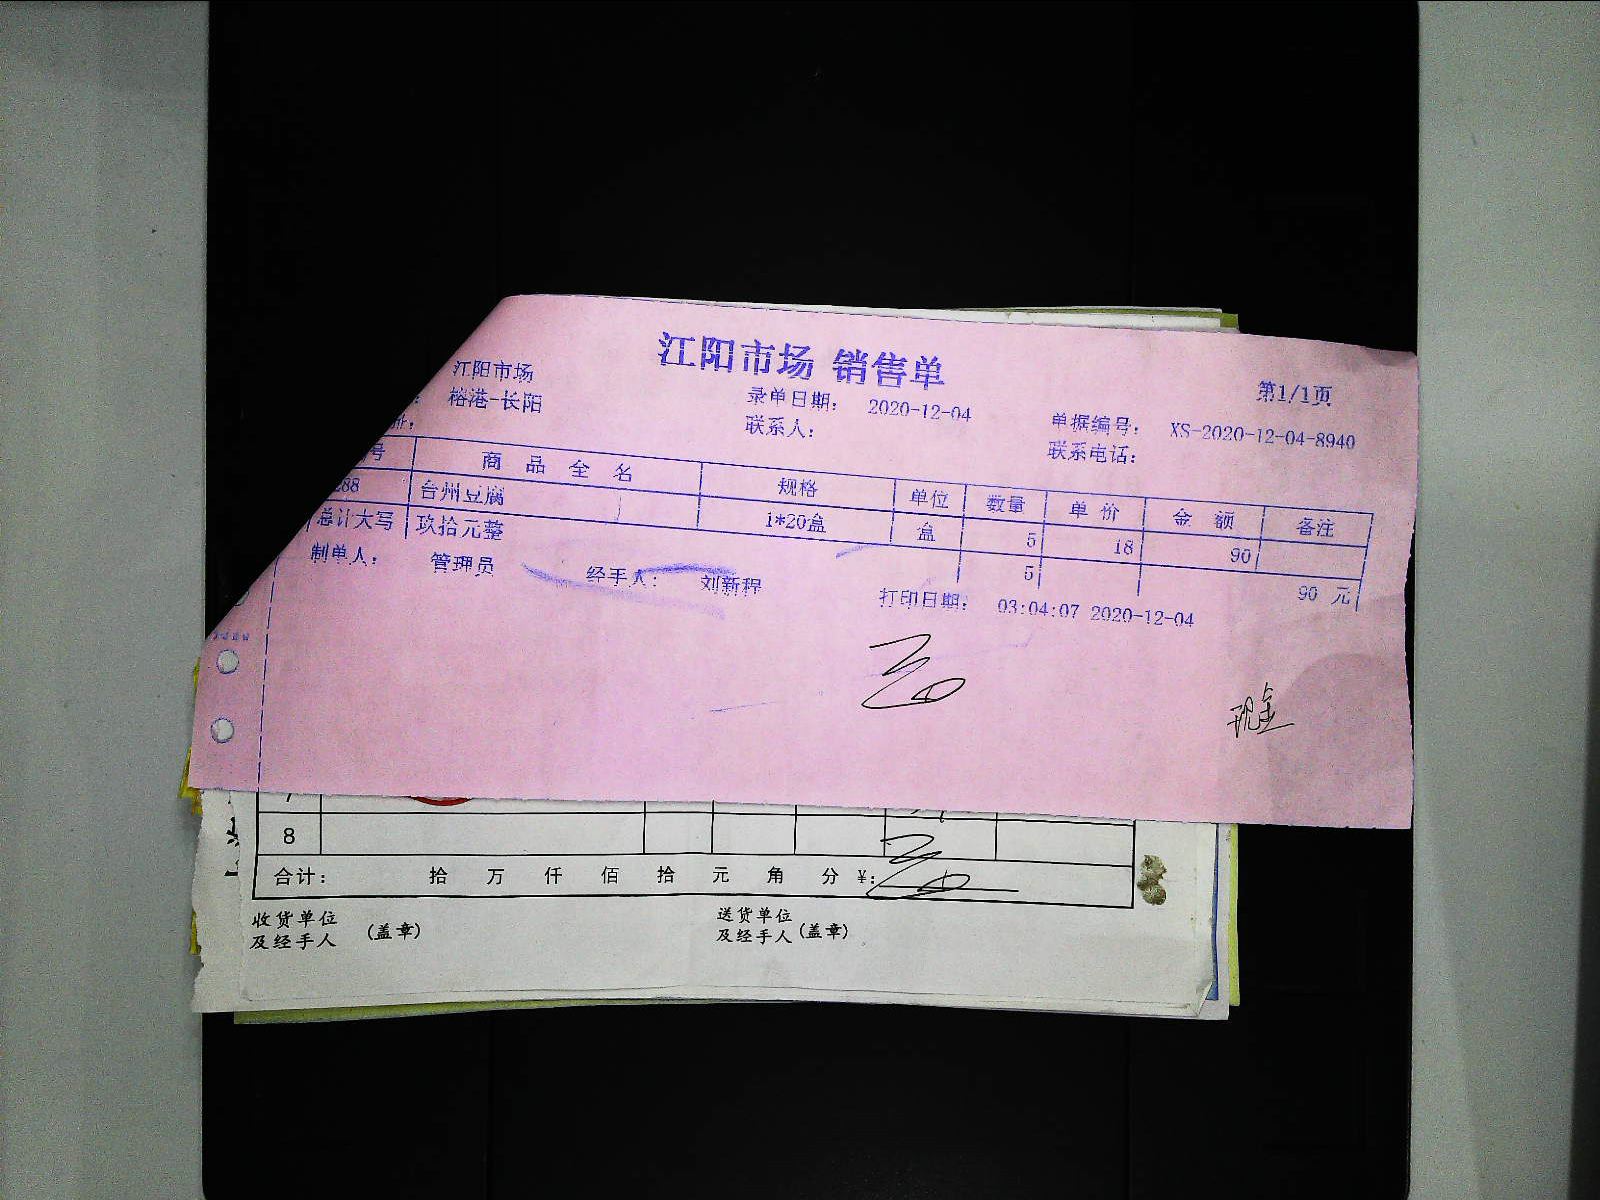 江阳市场 销售单
第1/1页
江阳市场
榕港-长阳 录单日期: 2020-12-04 单据编号: XS-2020-12-04-8940
联系人: 联系电话:
号 商品全名 规格 单位 数量 单价 金额 备注
288 台州豆腐 1*20盒 盒 5 18 90
总计大写 玖拾元整 5 90 元
制单人: 管理员 经手人: 刘新程 打印日期: 03:04:07 2020-12-04
现金
7
8
合计: 拾 万 仟 佰 拾 元 角 分 ¥:
收货单位 送货单位
及经手人 (盖章) 及经手人 (盖章)